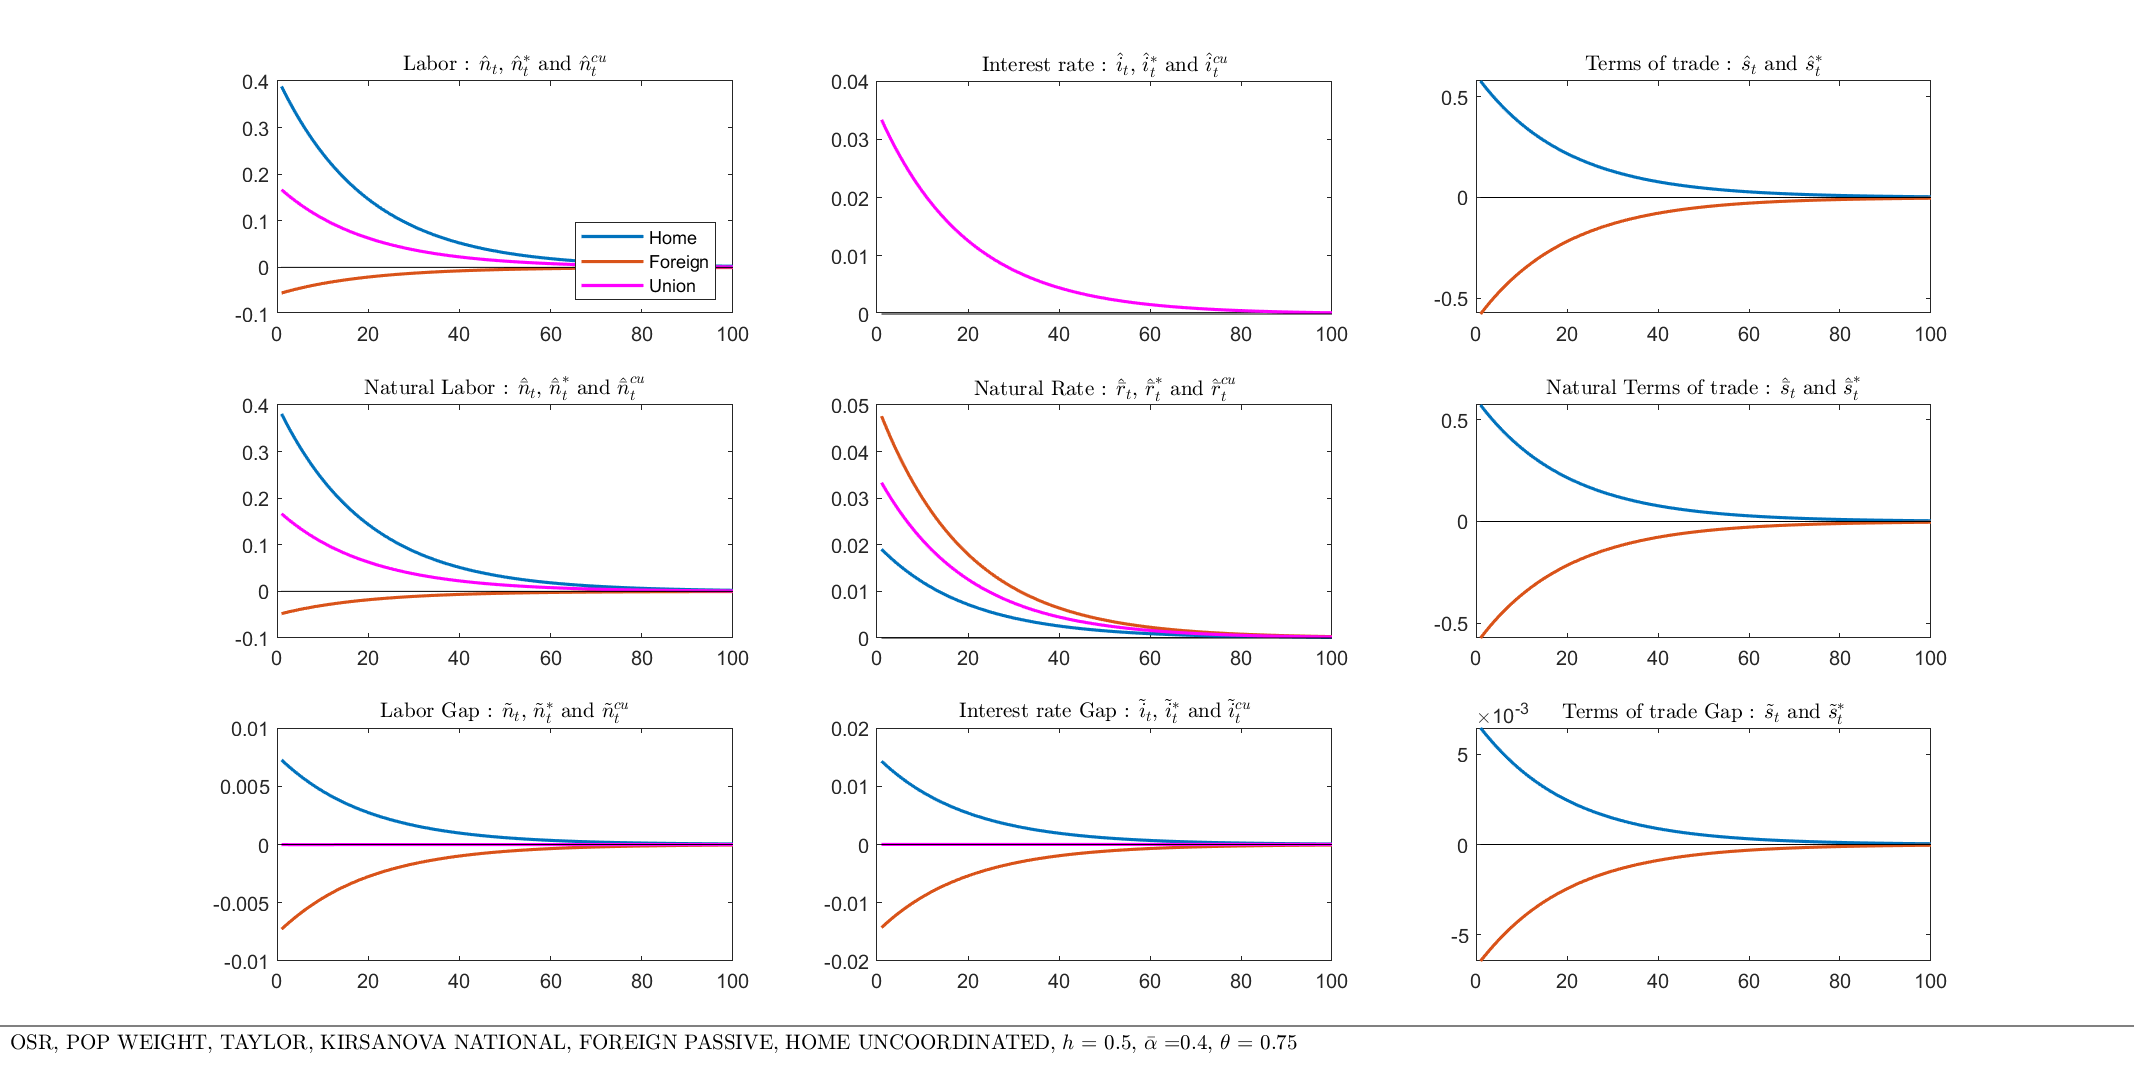 Labor : n̂ₜ, n̂ₜ* and n̂ₜᶜᵘ
0.4
0.3
0.2
0.1
0
-0.1
0 20 40 60 80 100
Home
Foreign
Union
Interest rate : îₜ, îₜ* and îₜᶜᵘ
0.04
0.03
0.02
0.01
0
0 20 40 60 80 100
Terms of trade : ŝₜ and ŝₜ*
0.5
0
-0.5
0 20 40 60 80 100
Natural Labor : n̄̂ₜ, n̄̂ₜ* and n̄̂ₜᶜᵘ
0.4
0.3
0.2
0.1
0
-0.1
0 20 40 60 80 100
Natural Rate : r̄̂ₜ, r̄̂ₜ* and r̄̂ₜᶜᵘ
0.05
0.04
0.03
0.02
0.01
0
0 20 40 60 80 100
Natural Terms of trade : s̄̂ₜ and s̄̂ₜ*
0.5
0
-0.5
0 20 40 60 80 100
Labor Gap : ñₜ, ñₜ* and ñₜᶜᵘ
0.01
0.005
0
-0.005
-0.01
0 20 40 60 80 100
Interest rate Gap : ĩₜ, ĩₜ* and ĩₜᶜᵘ
0.02
0.01
0
-0.01
-0.02
0 20 40 60 80 100
×10⁻³ Terms of trade Gap : s̃ₜ and s̃ₜ*
5
0
-5
0 20 40 60 80 100
OSR, POP WEIGHT, TAYLOR, KIRSANOVA NATIONAL, FOREIGN PASSIVE, HOME UNCOORDINATED, h = 0.5, ᾱ =0.4, θ = 0.75